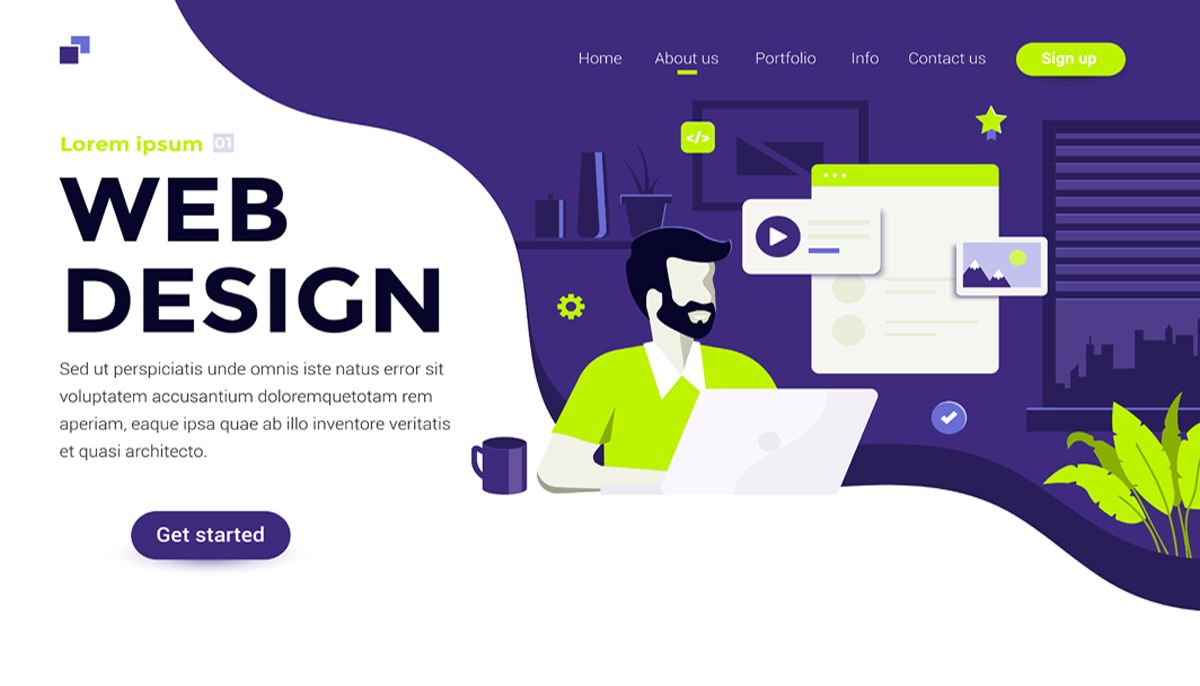 Home About us Portfolio Info Contact us Sign up
</>
Lorem ipsum 01
WEB
DESIGN
Sed ut perspiciatis unde omnis iste natus error sit
voluptatem accusantium doloremquetotam rem
aperiam, eaque ipsa quae ab illo inventore veritatis
et quasi architecto.
Get started